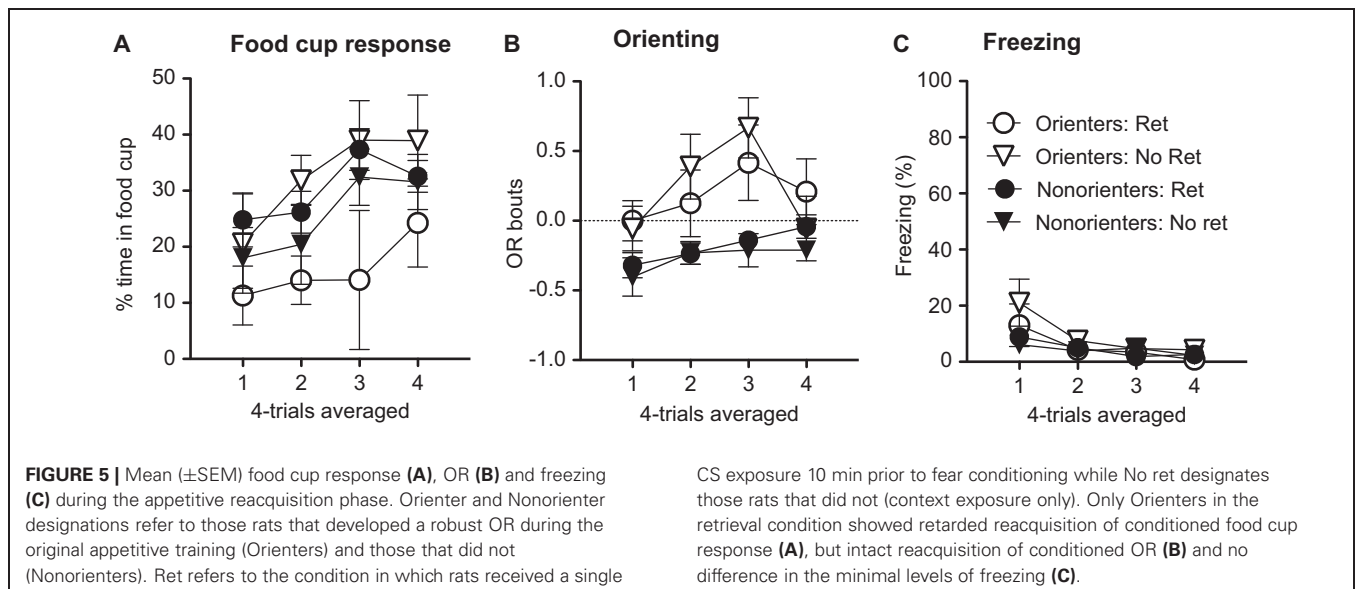 A Food cup response
B Orienting
C Freezing
50
40
30
20
10
0
% time in food cup
1 2 3 4
4-trials averaged
1.0
0.5
0.0
-0.5
-1.0
OR bouts
1 2 3 4
4-trials averaged
100
80
60
40
20
0
Freezing (%)
Orienters: Ret
Orienters: No Ret
Nonorienters: Ret
Nonorienters: No ret
1 2 3 4
4-trials averaged
FIGURE 5 | Mean (±SEM) food cup response (A), OR (B) and freezing
(C) during the appetitive reacquisition phase. Orienter and Nonorienter
designations refer to those rats that developed a robust OR during the
original appetitive training (Orienters) and those that did not
(Nonorienters). Ret refers to the condition in which rats received a single
CS exposure 10 min prior to fear conditioning while No ret designates
those rats that did not (context exposure only). Only Orienters in the
retrieval condition showed retarded reacquisition of conditioned food cup
response (A), but intact reacquisition of conditioned OR (B) and no
difference in the minimal levels of freezing (C).